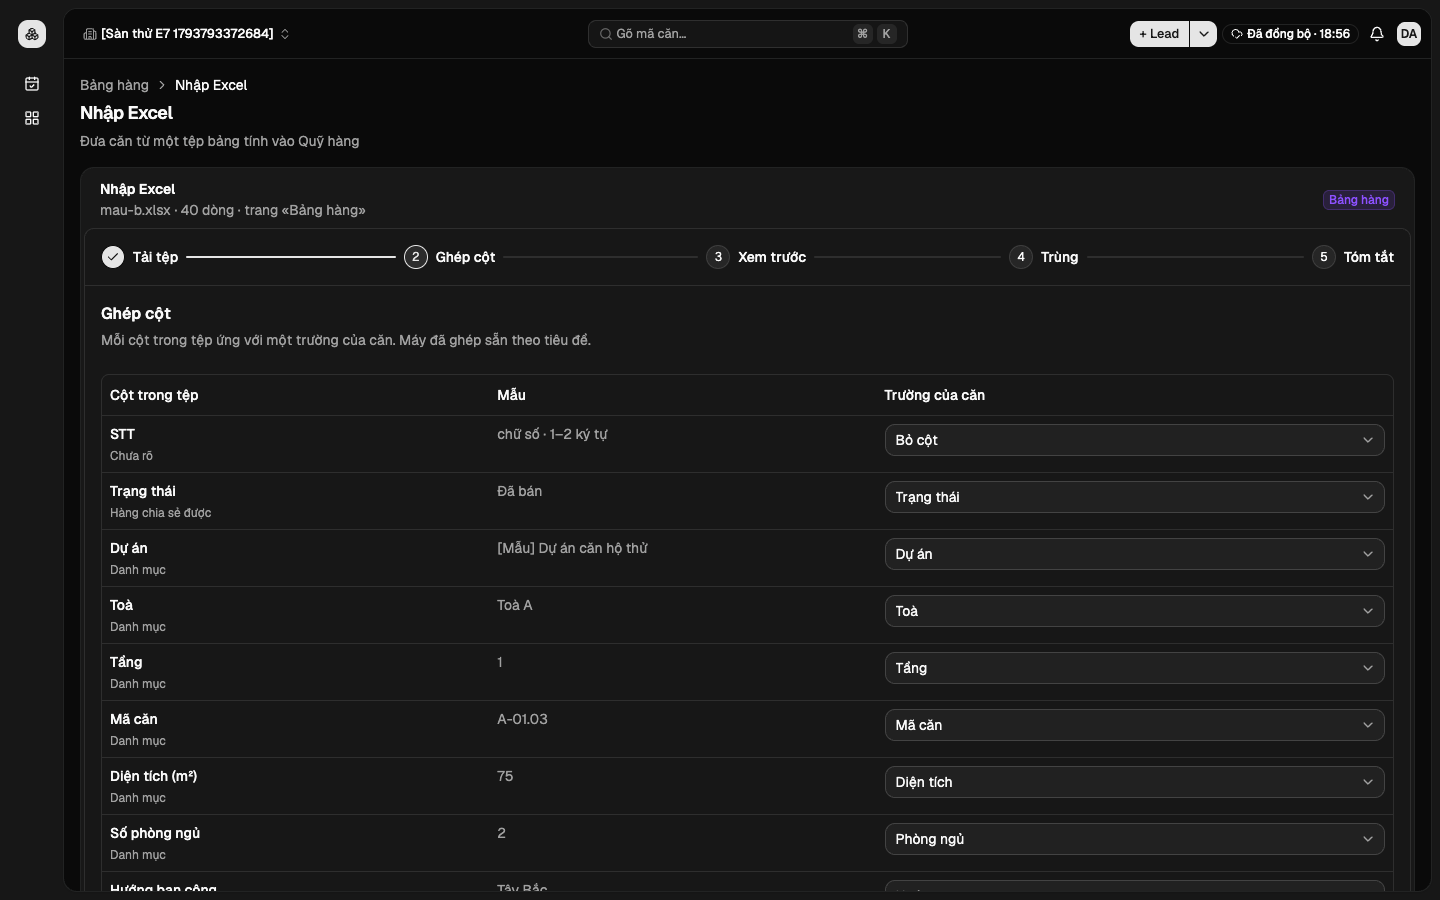 [Sàn thử E7 1793793372684]
Gõ mã căn...
⌘ K
+ Lead
Đã đồng bộ · 18:56
DA
Bảng hàng > Nhập Excel
Nhập Excel
Đưa căn từ một tệp bảng tính vào Quỹ hàng
Nhập Excel
mau-b.xlsx · 40 dòng · trang «Bảng hàng»
Bảng hàng
Tải tệp
2 Ghép cột
3 Xem trước
4 Trùng
5 Tóm tắt
Ghép cột
Mỗi cột trong tệp ứng với một trường của căn. Máy đã ghép sẵn theo tiêu đề.
Cột trong tệp
Mẫu
Trường của căn
STT
Chưa rõ
chữ số · 1–2 ký tự
Bỏ cột
Trạng thái
Hàng chia sẻ được
Đã bán
Trạng thái
Dự án
Danh mục
[Mẫu] Dự án căn hộ thử
Dự án
Toà
Danh mục
Toà A
Toà
Tầng
Danh mục
1
Tầng
Mã căn
Danh mục
A-01.03
Mã căn
Diện tích (m²)
Danh mục
75
Diện tích
Số phòng ngủ
Danh mục
2
Phòng ngủ
Hướng ban công
Tây Bắc